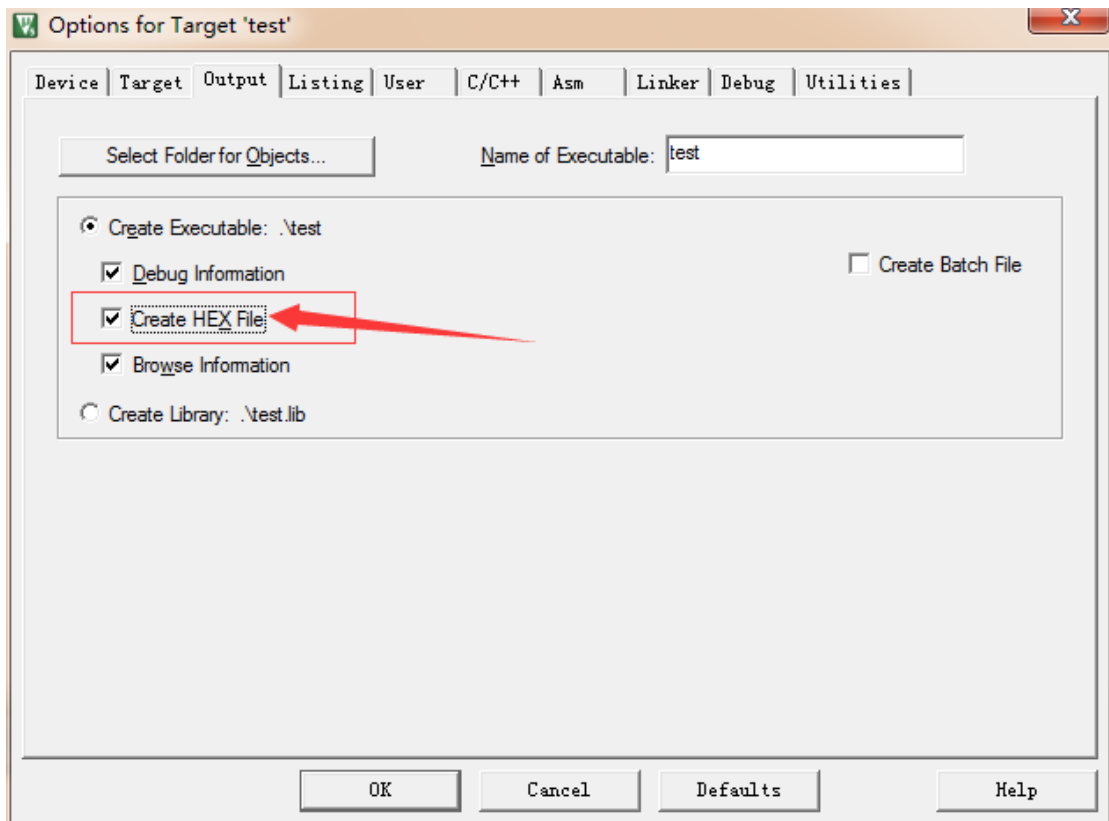 Options for Target 'test'
Device Target Output Listing User C/C++ Asm Linker Debug Utilities
Select Folder for Objects... Name of Executable: test
Create Executable: .\test
Debug Information Create Batch File
Create HEX File
Browse Information
Create Library: .\test.lib
OK Cancel Defaults Help